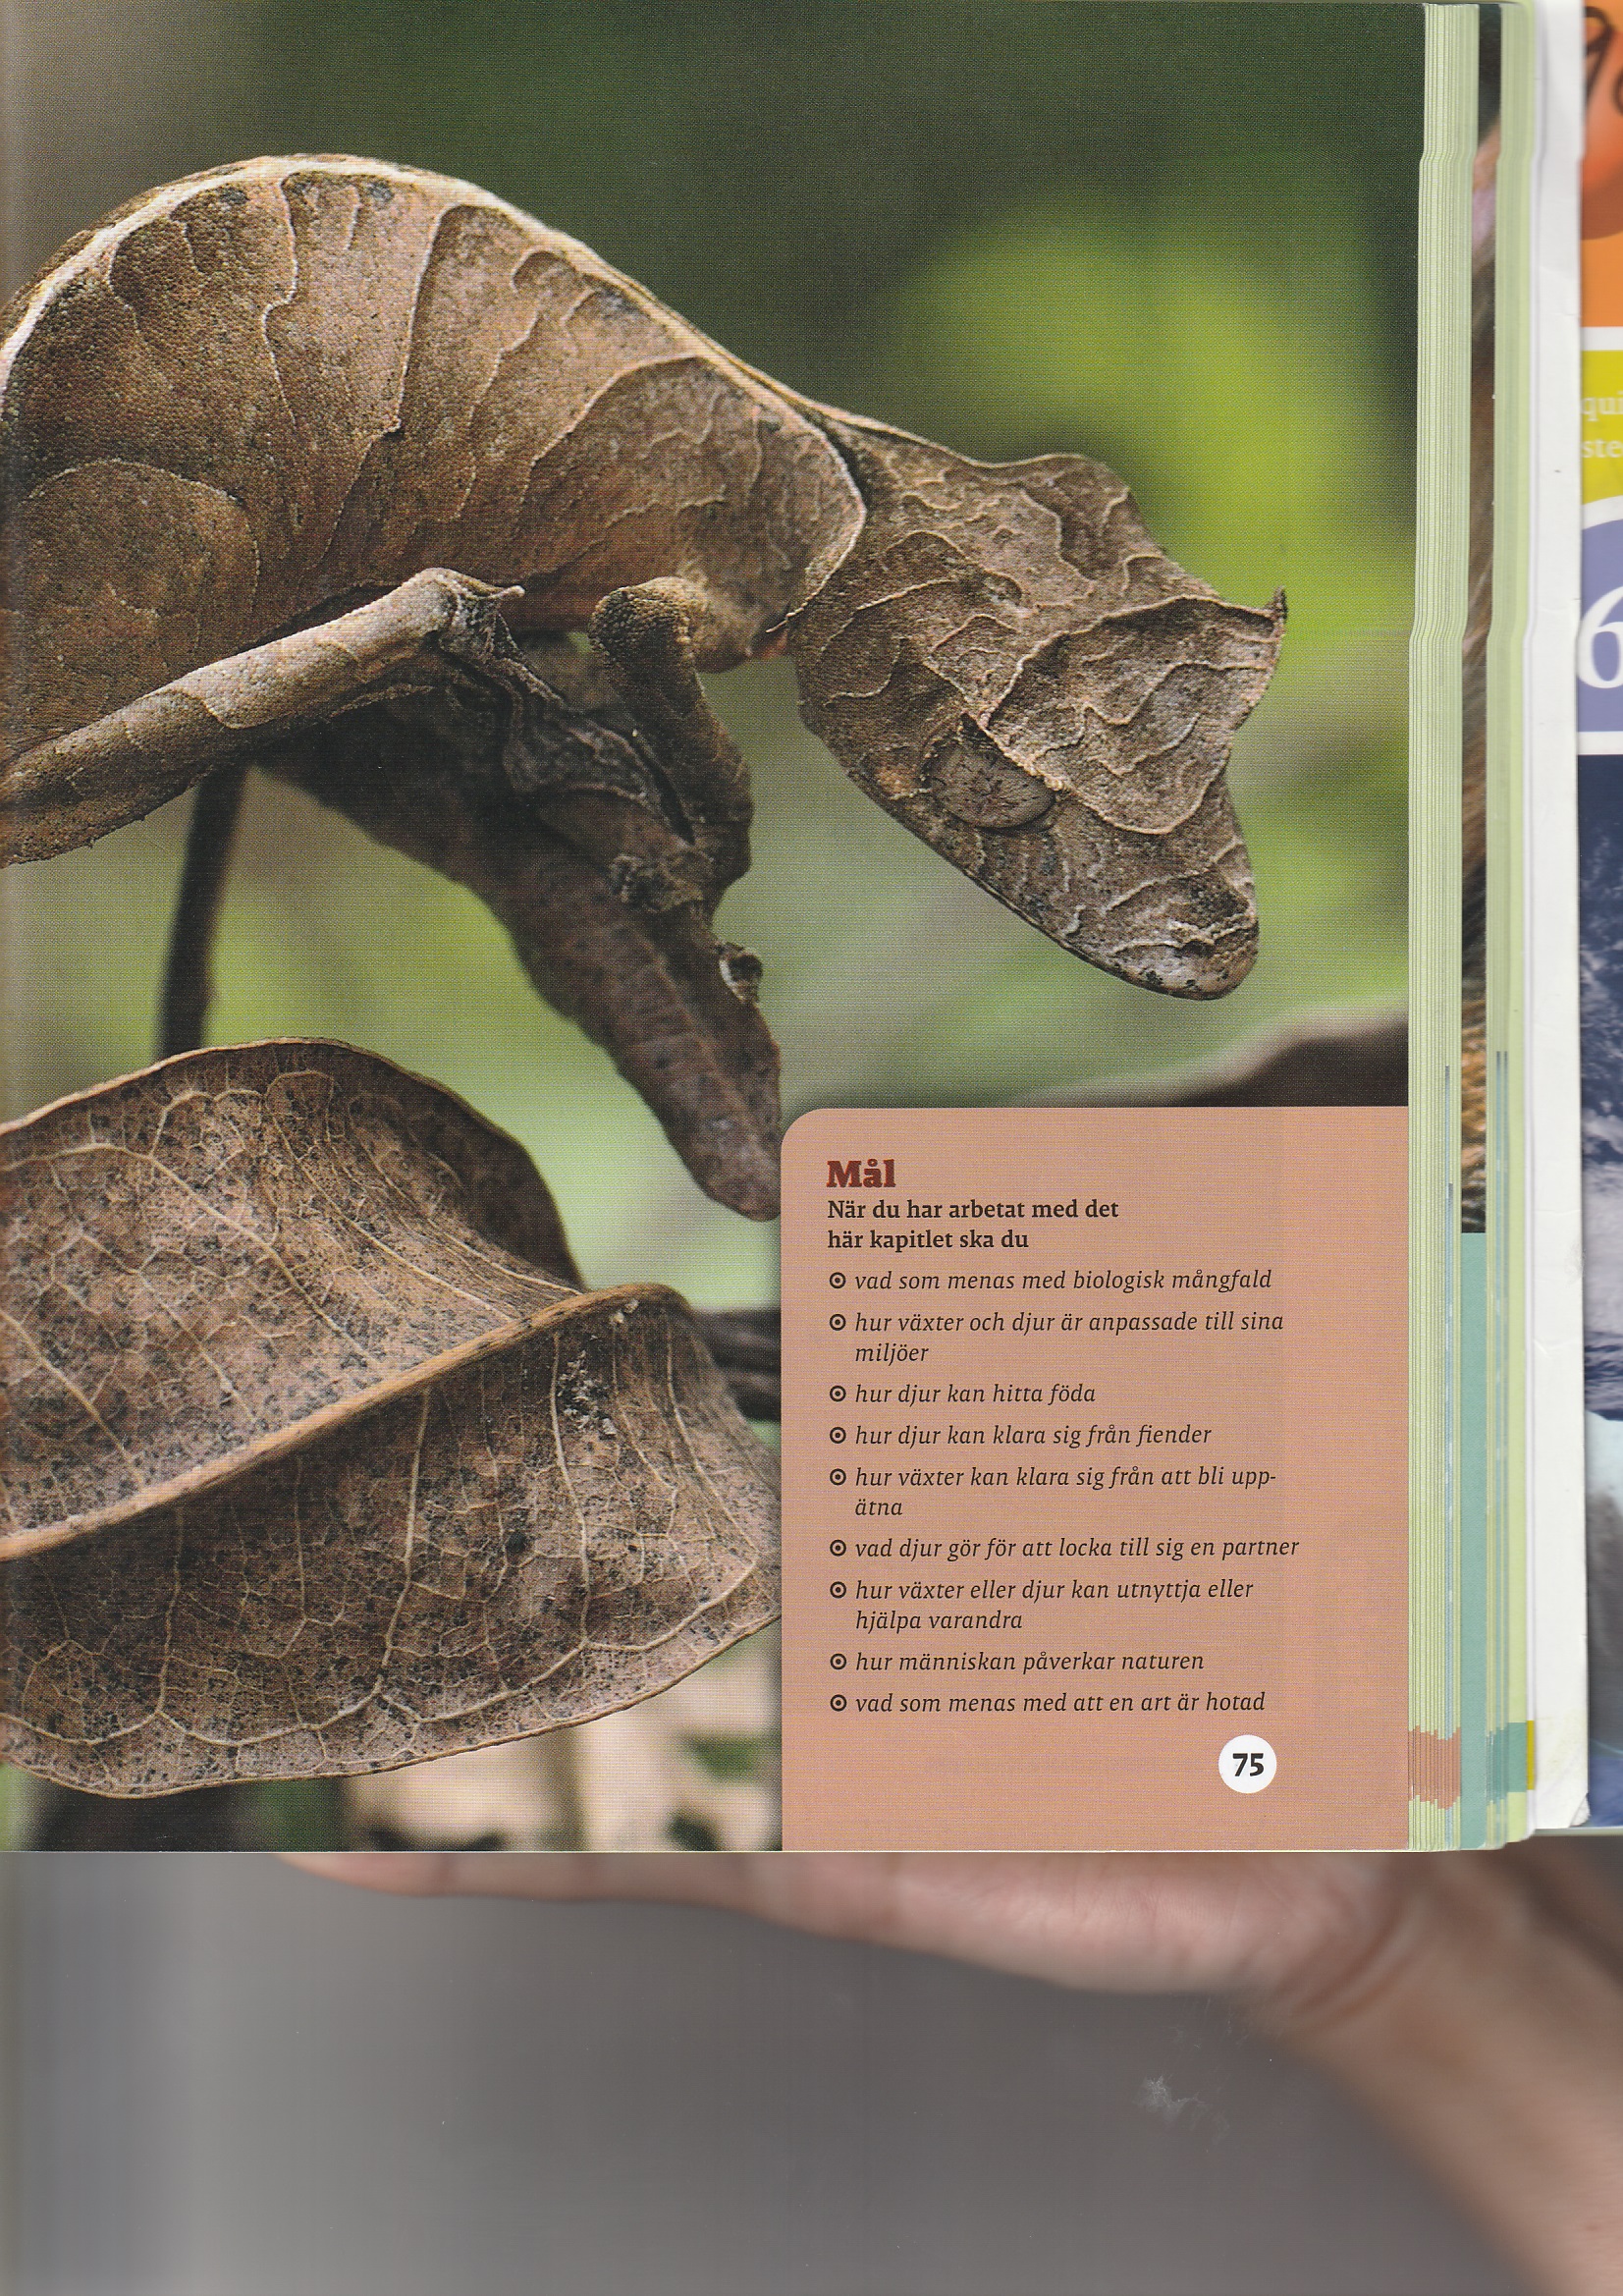 Mål
När du har arbetat med det
här kapitlet ska du
vad som menas med biologisk mångfald
hur växter och djur är anpassade till sina
miljöer
hur djur kan hitta föda
hur djur kan klara sig från fiender
hur växter kan klara sig från att bli upp-
ätna
vad djur gör för att locka till sig en partner
hur växter eller djur kan utnyttja eller
hjälpa varandra
hur människan påverkar naturen
vad som menas med att en art är hotad
75
6